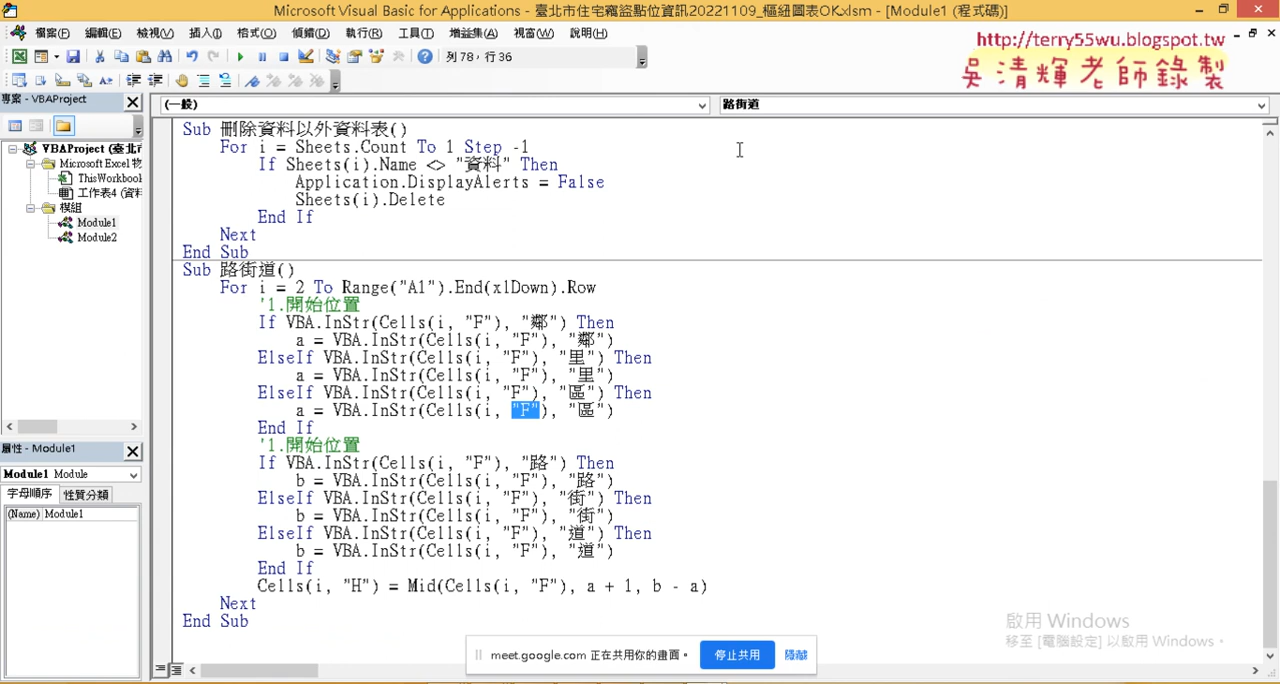 Microsoft Visual Basic for Applications - 臺北市住宅竊盜點位資訊20221109_樞紐圖表OK.xlsm - [Module1 (程式碼)]
檔案(F) 編輯(E) 檢視(V) 插入(I) 格式(O) 偵錯(D) 執行(R) 工具(T) 增益集(A) 視窗(W) 說明(H)
http://terry55wu.blogspot.tw
吳清輝老師錄製
列 78，行 36
專案 - VBAProject
(一般)
路街道
VBAProject (臺北市
Microsoft Excel 物
ThisWorkbook
工作表4 (資料
模組
Module1
Module2
屬性 - Module1
Module1 Module
字母順序 性質分類
(Name) Module1
Sub 刪除資料以外資料表()
For i = Sheets.Count To 1 Step -1
If Sheets(i).Name <> "資料" Then
Application.DisplayAlerts = False
Sheets(i).Delete
End If
Next
End Sub
Sub 路街道()
For i = 2 To Range("A1").End(xlDown).Row
'1.開始位置
If VBA.InStr(Cells(i, "F"), "鄰") Then
a = VBA.InStr(Cells(i, "F"), "鄰")
ElseIf VBA.InStr(Cells(i, "F"), "里") Then
a = VBA.InStr(Cells(i, "F"), "里")
ElseIf VBA.InStr(Cells(i, "F"), "區") Then
a = VBA.InStr(Cells(i, "F"), "區")
End If
'1.開始位置
If VBA.InStr(Cells(i, "F"), "路") Then
b = VBA.InStr(Cells(i, "F"), "路")
ElseIf VBA.InStr(Cells(i, "F"), "街") Then
b = VBA.InStr(Cells(i, "F"), "街")
ElseIf VBA.InStr(Cells(i, "F"), "道") Then
b = VBA.InStr(Cells(i, "F"), "道")
End If
Cells(i, "H") = Mid(Cells(i, "F"), a + 1, b - a)
Next
End Sub
啟用 Windows
移至 [電腦設定] 以啟用 Windows。
meet.google.com 正在共用你的畫面。 停止共用 隱藏